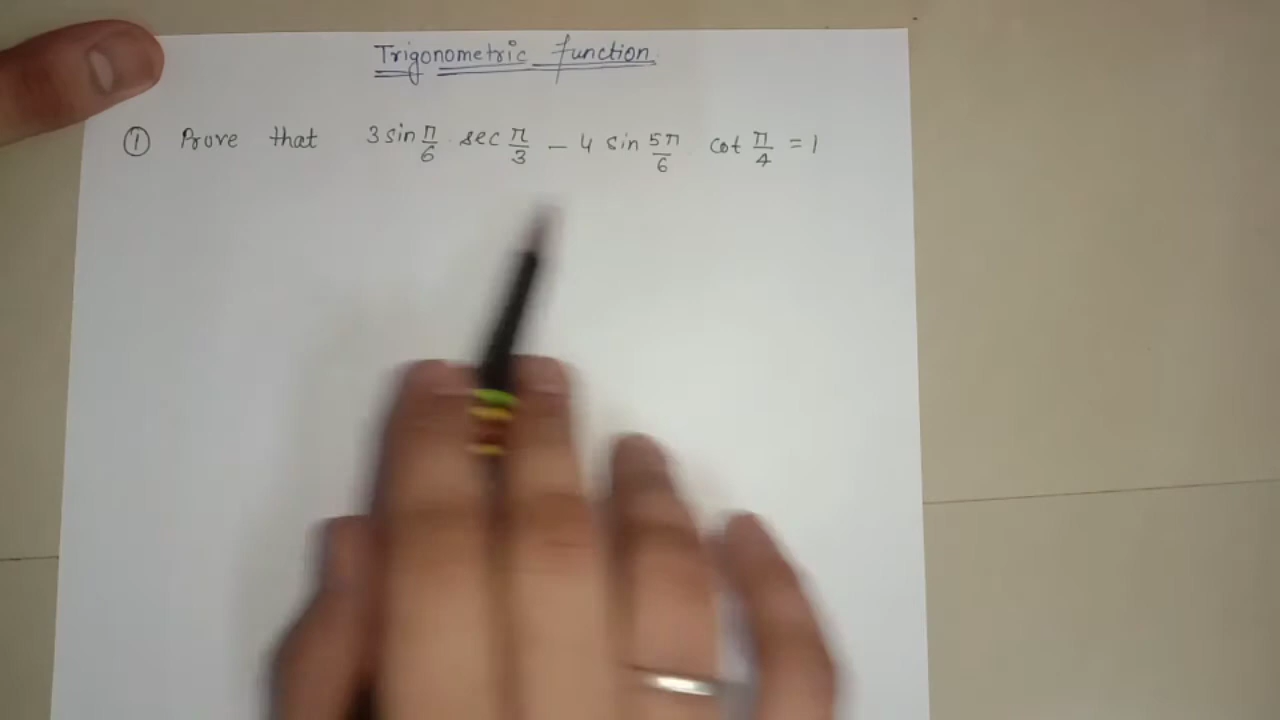 Trigonometric function
① Prove that 3 sin π/6 . sec π/3 - 4 sin 5π/6 . cot π/4 = 1